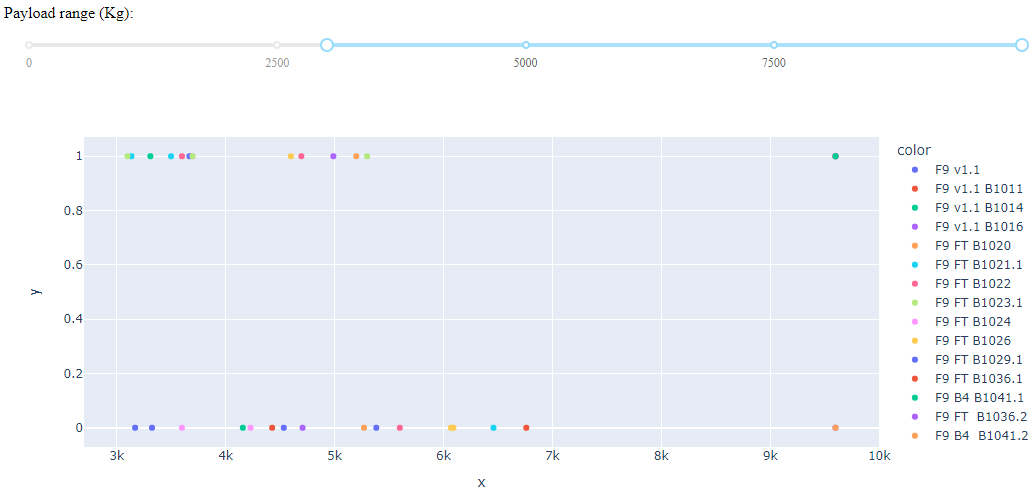 Payload range (Kg):
0 2500 5000 7500
color
F9 v1.1
F9 v1.1 B1011
F9 v1.1 B1014
F9 v1.1 B1016
F9 FT B1020
F9 FT B1021.1
F9 FT B1022
F9 FT B1023.1
F9 FT B1024
F9 FT B1026
F9 FT B1029.1
F9 FT B1036.1
F9 B4 B1041.1
F9 FT  B1036.2
F9 B4  B1041.2
1
0.8
0.6
0.4
0.2
0
y
3k 4k 5k 6k 7k 8k 9k 10k
x